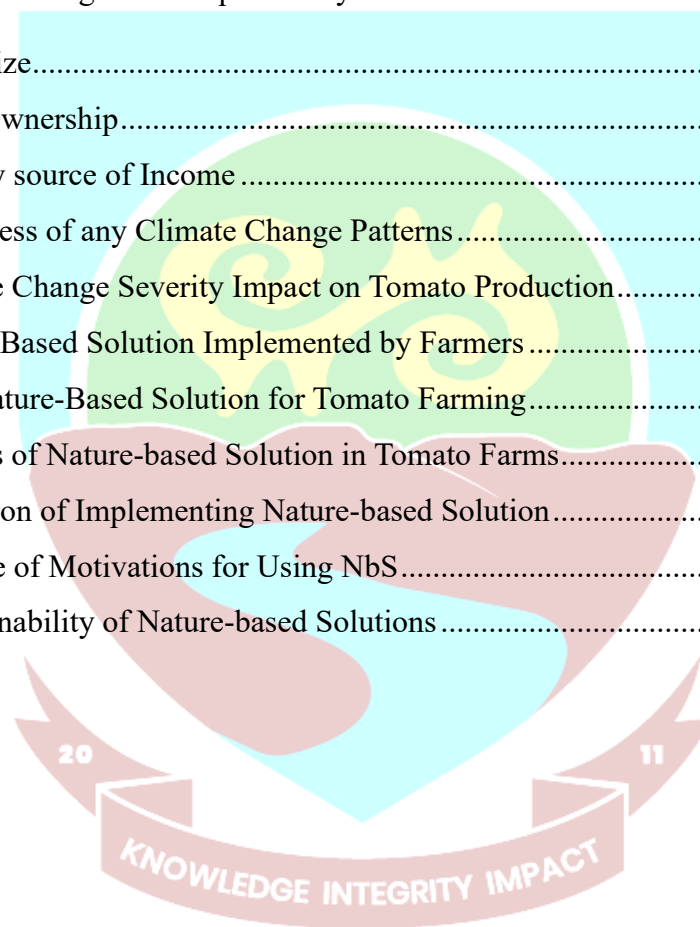 ize....................................................................................
wnership....................................................................................
y source of Income....................................................................................
ess of any Climate Change Patterns...............................
e Change Severity Impact on Tomato Production...........
Based Solution Implemented by Farmers......................
ature-Based Solution for Tomato Farming......................
s of Nature-based Solution in Tomato Farms..................
on of Implementing Nature-based Solution...................
e of Motivations for Using NbS......................................
nability of Nature-based Solutions.................................
20 11
KNOWLEDGE INTEGRITY IMPACT